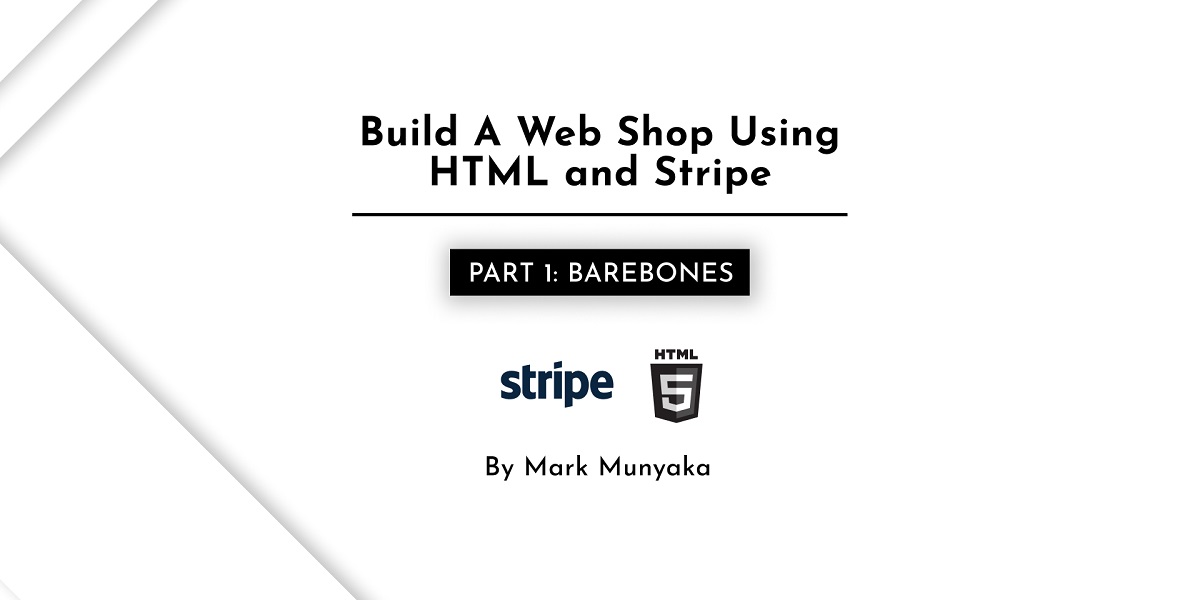 Build A Web Shop Using
HTML and Stripe
PART 1: BAREBONES
stripe
HTML
5
By Mark Munyaka